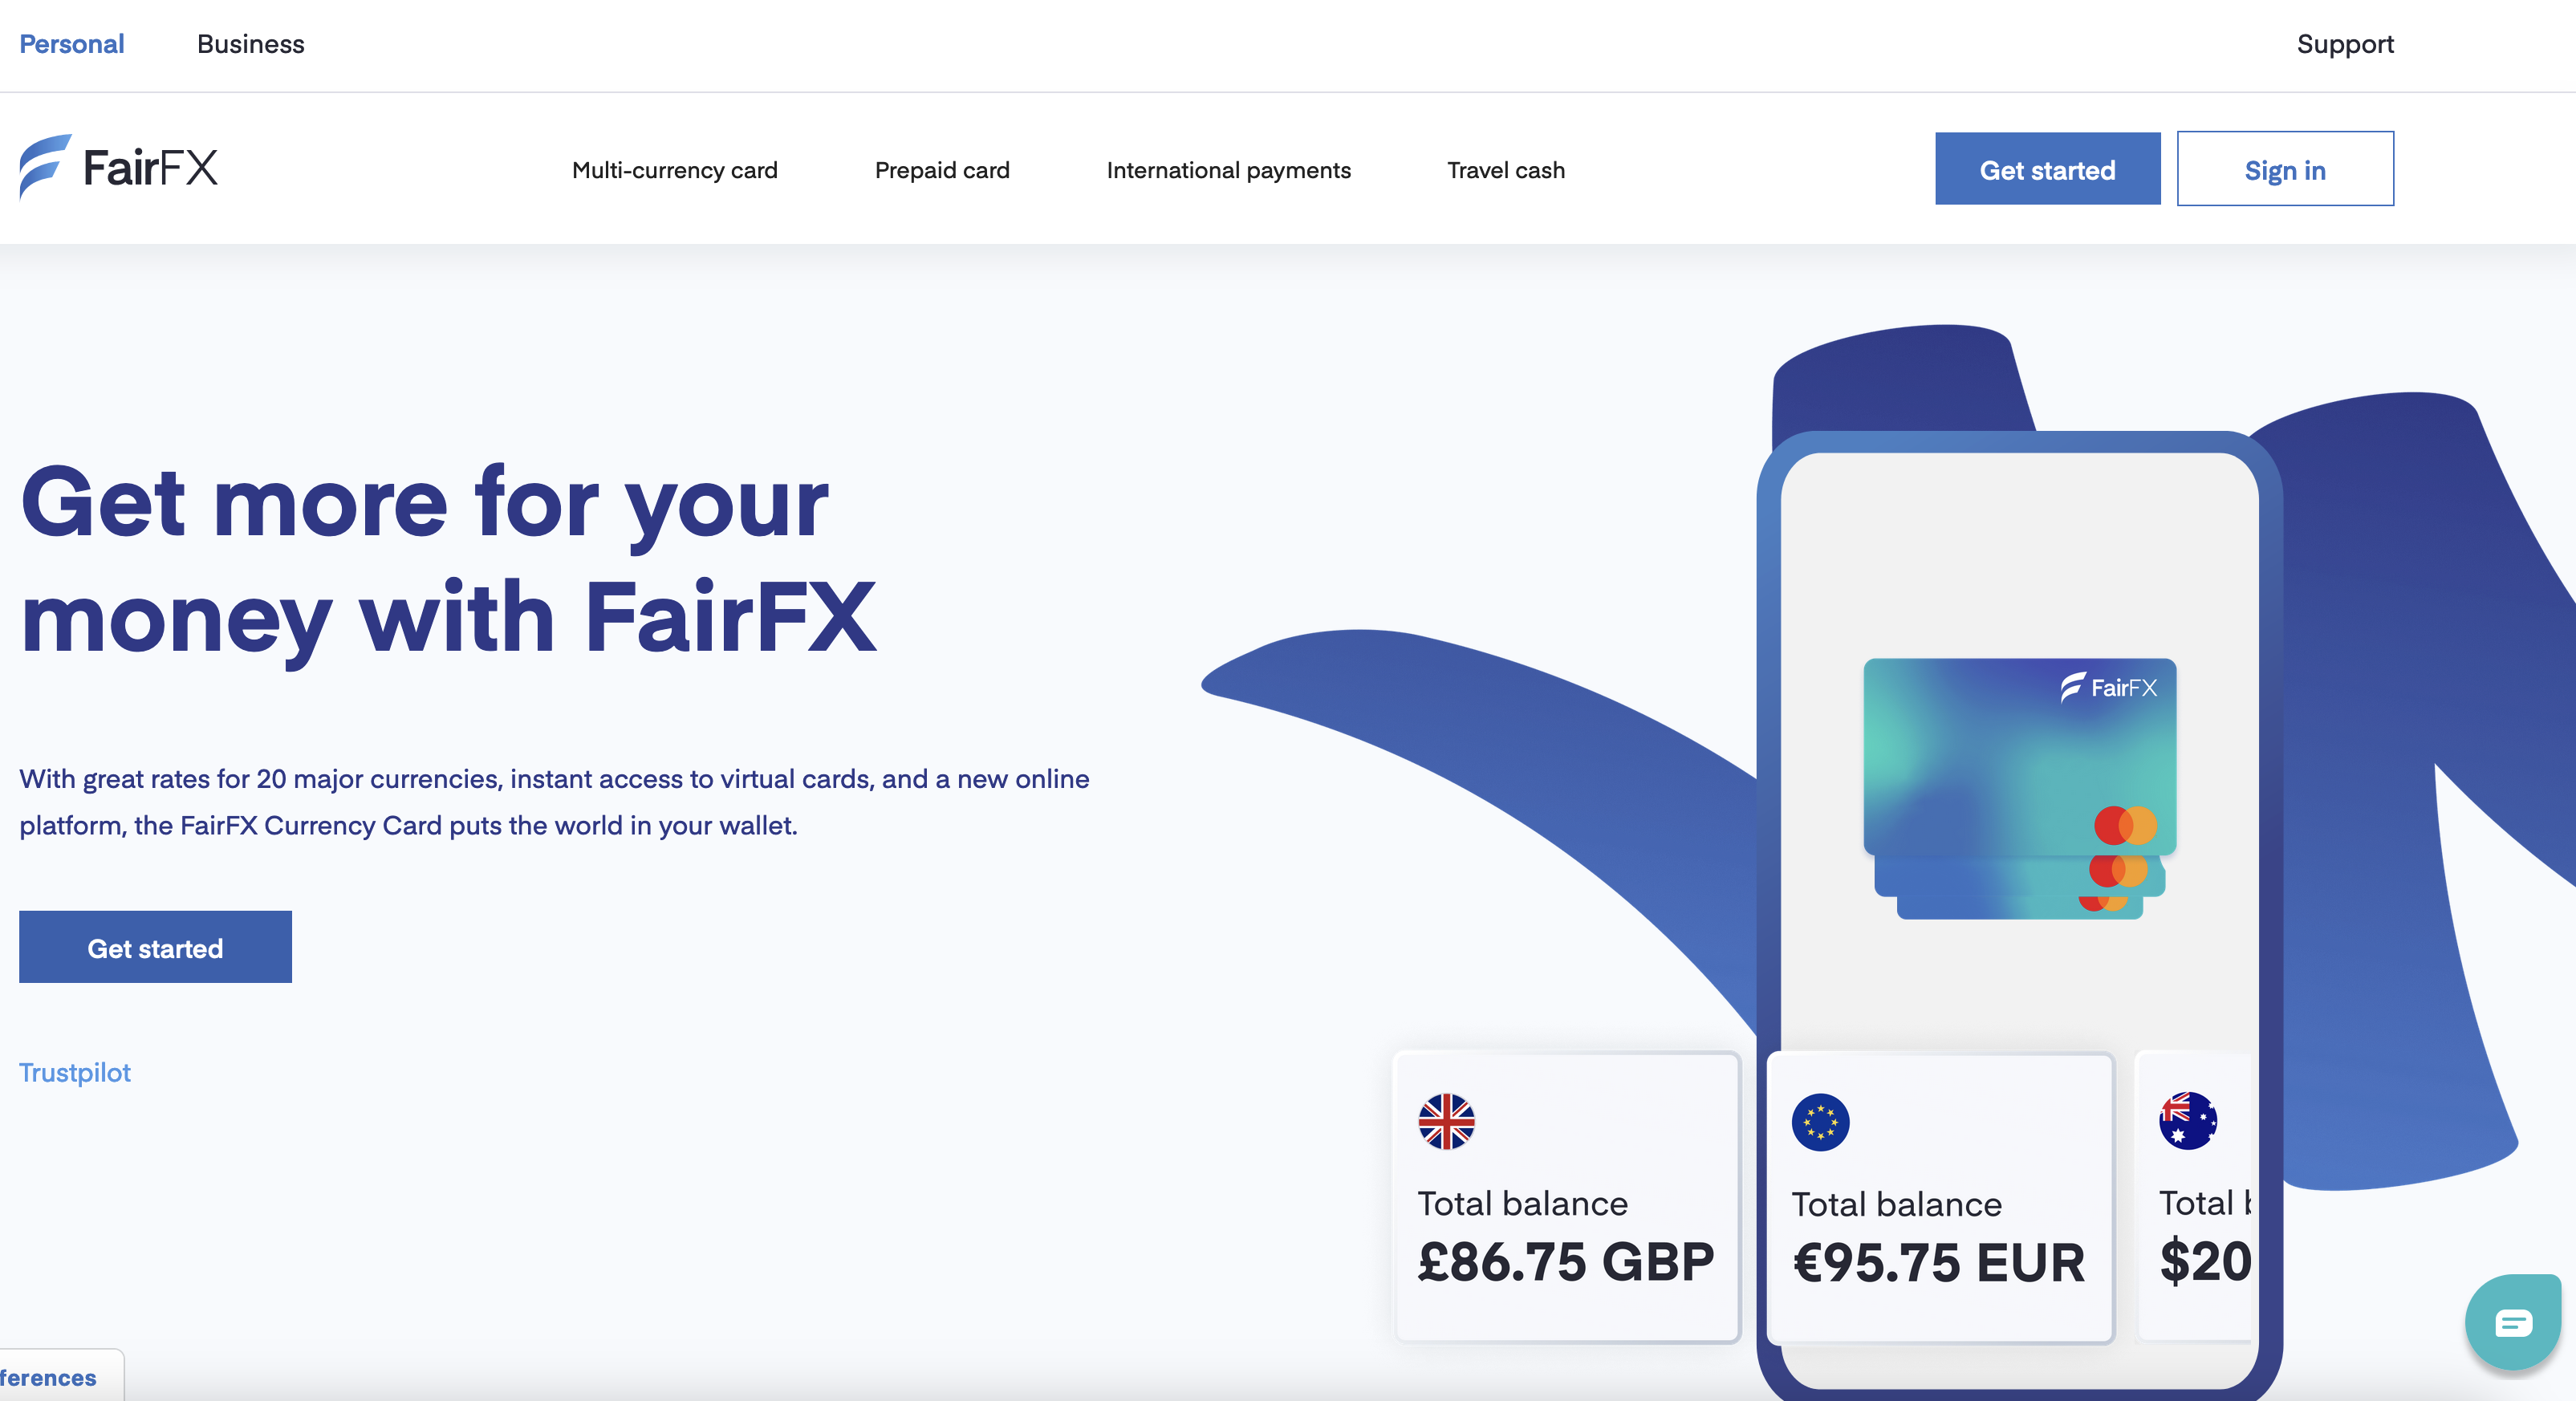 Personal
Business
Support
FairFX
Multi-currency card
Prepaid card
International payments
Travel cash
Get started
Sign in
Get more for your
money with FairFX
With great rates for 20 major currencies, instant access to virtual cards, and a new online
platform, the FairFX Currency Card puts the world in your wallet.
Get started
Trustpilot
FairFX
Total balance
£86.75 GBP
Total balance
€95.75 EUR
Total
$20
ferences